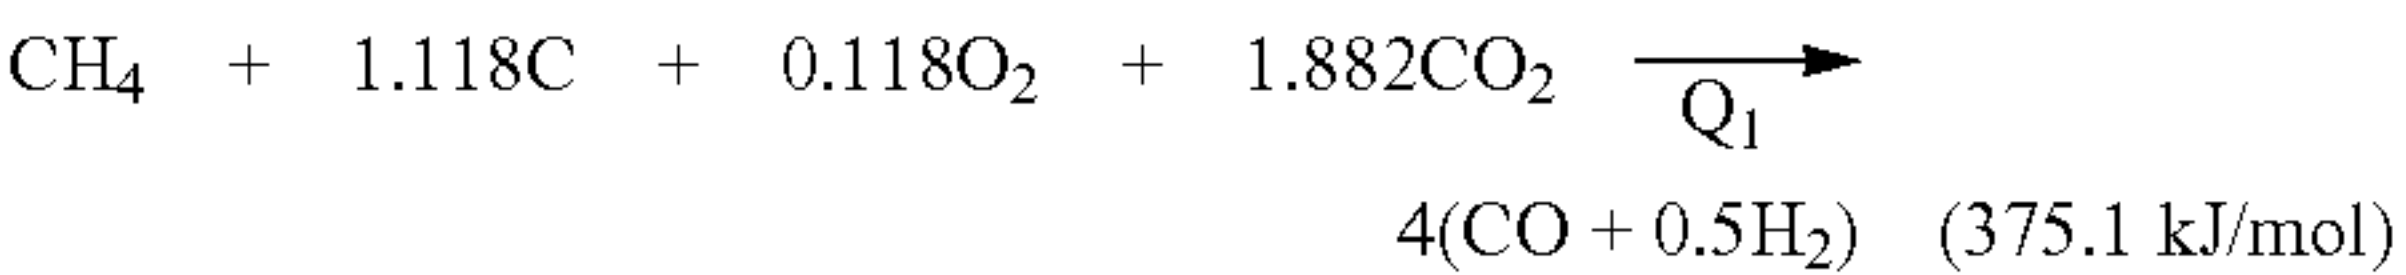 CH₄ + 1.118C + 0.118O₂ + 1.882CO₂ ⟶ Q₁
4(CO + 0.5H₂) (375.1 kJ/mol)